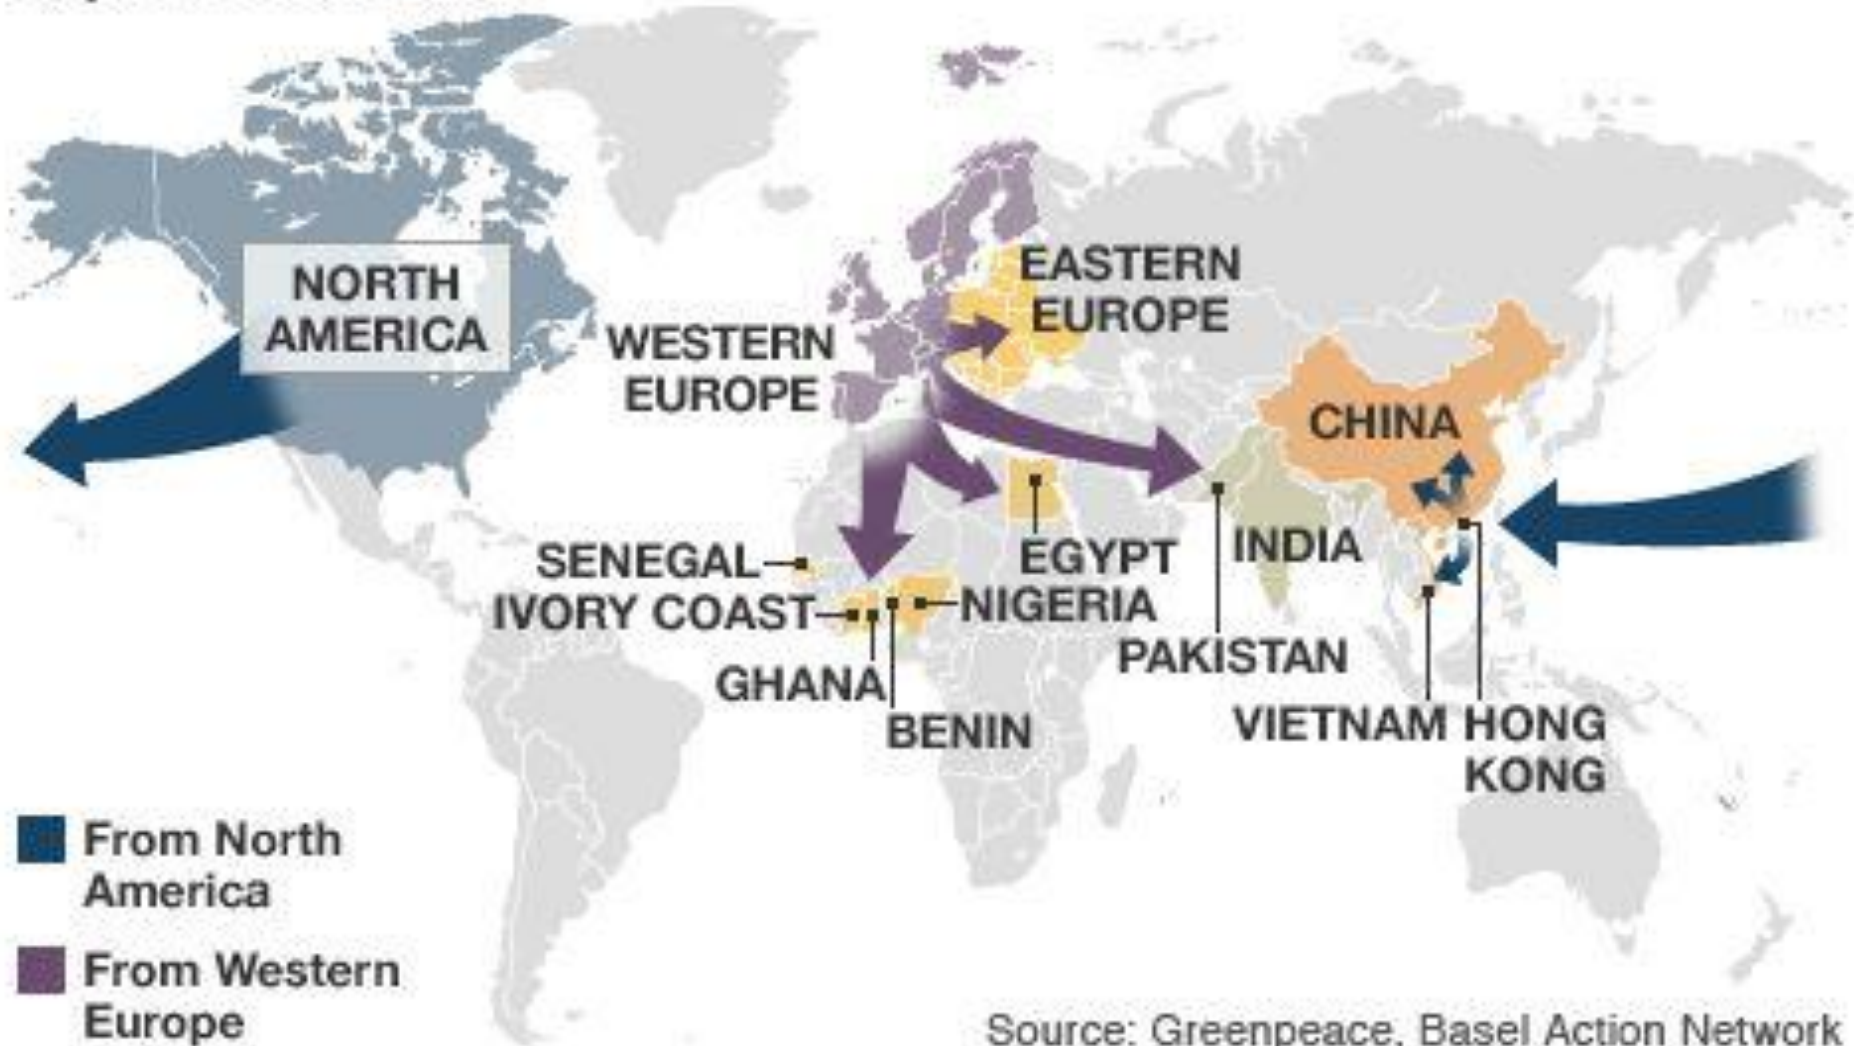 NORTH
AMERICA
EASTERN
EUROPE
WESTERN
EUROPE
CHINA
SENEGAL
EGYPT
INDIA
IVORY COAST
NIGERIA
PAKISTAN
GHANA
BENIN
VIETNAM
HONG
KONG
From North
America
From Western
Europe
Source: Greenpeace, Basel Action Network